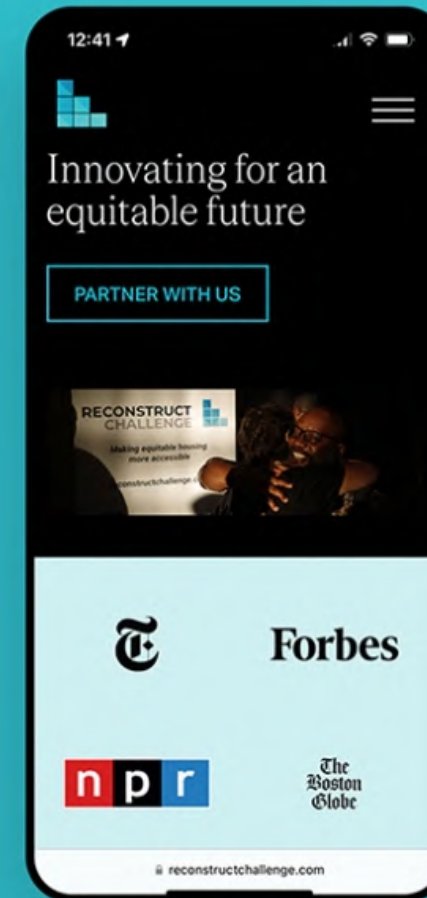 12:41
Innovating for an
equitable future
PARTNER WITH US
RECONSTRUCT
CHALLENGE
Making equitable housing
more accessible
reconstructchallenge.c
T
Forbes
npr
The
Boston
Globe
reconstructchallenge.com